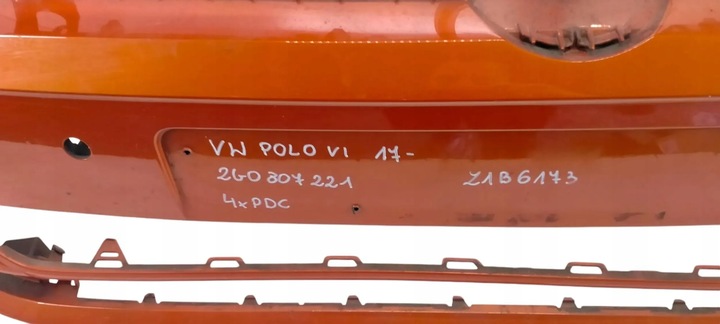 VW POLO VI 17-
2G0 807 221 Z1B6173
4xPDC